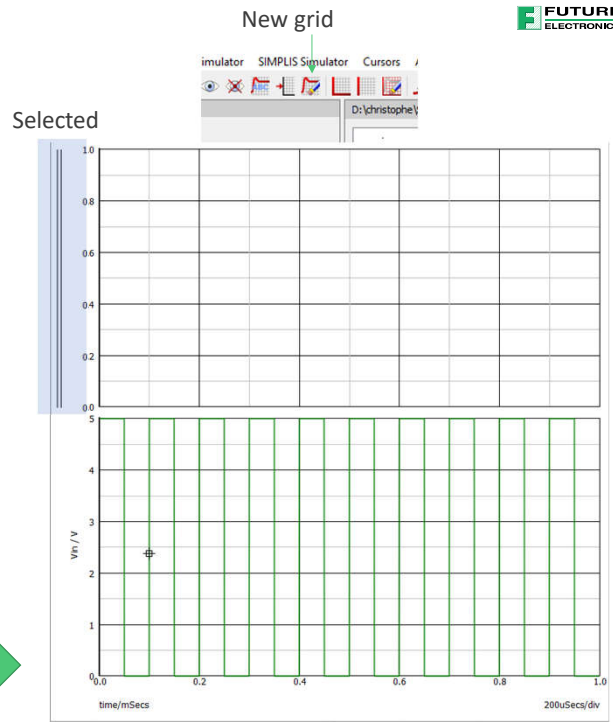 New grid
FUTURE
ELECTRONIC
imulator SIMPLIS Simulator Cursors
ABC
D:\christophe\
Selected
1.0
0.8
0.6
0.4
0.2
0.0
5
4
3
2
1
0
Vin / V
0.0 0.2 0.4 0.6 0.8 1.0
time/mSecs 200uSecs/div